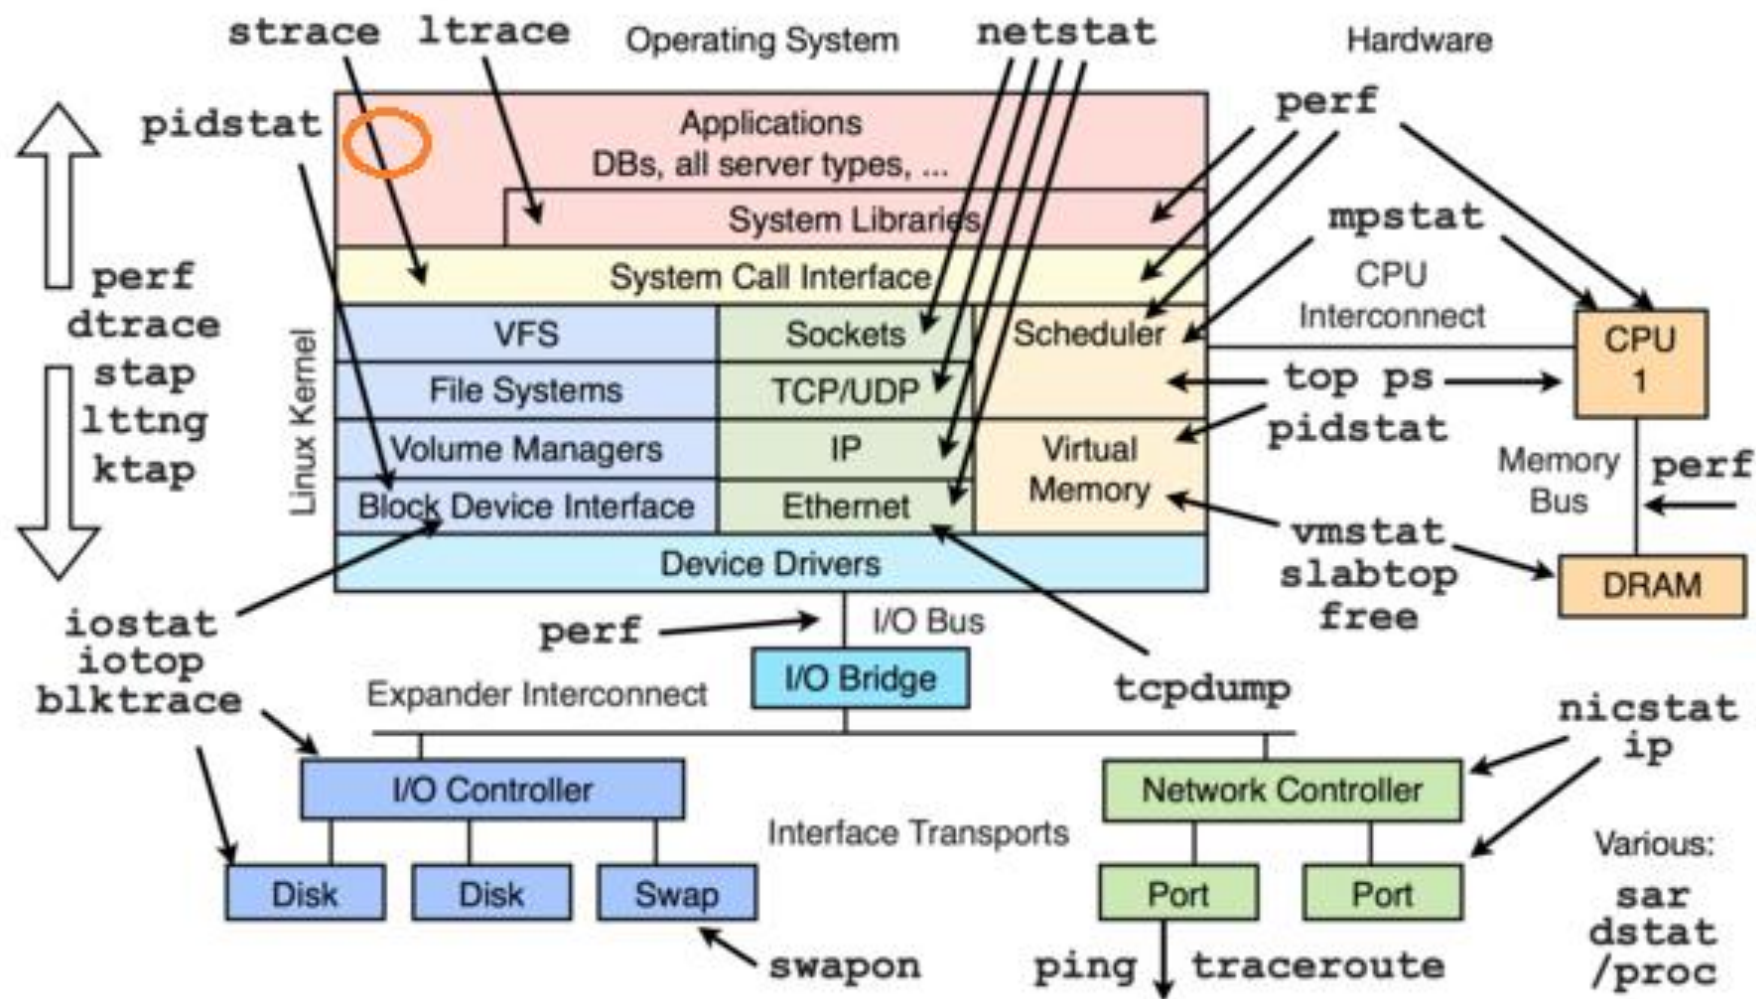 strace ltrace Operating System netstat Hardware
pidstat
perf
Applications
DBs, all server types, ...
System Libraries
mpstat
System Call Interface
CPU
Interconnect
perf
dtrace
stap
lttng
ktap
Linux Kernel
VFS Sockets Scheduler
File Systems TCP/UDP
Volume Managers IP Virtual
Memory
Block Device Interface Ethernet
Device Drivers
CPU
1
top ps
pidstat
Memory
Bus
perf
vmstat
slabtop
free
DRAM
iostat
iotop
blktrace
perf I/O Bus
I/O Bridge
Expander Interconnect
tcpdump
nicstat
ip
I/O Controller
Network Controller
Interface Transports
Disk Disk Swap
Port Port
Various:
sar
dstat
/proc
swapon
ping traceroute